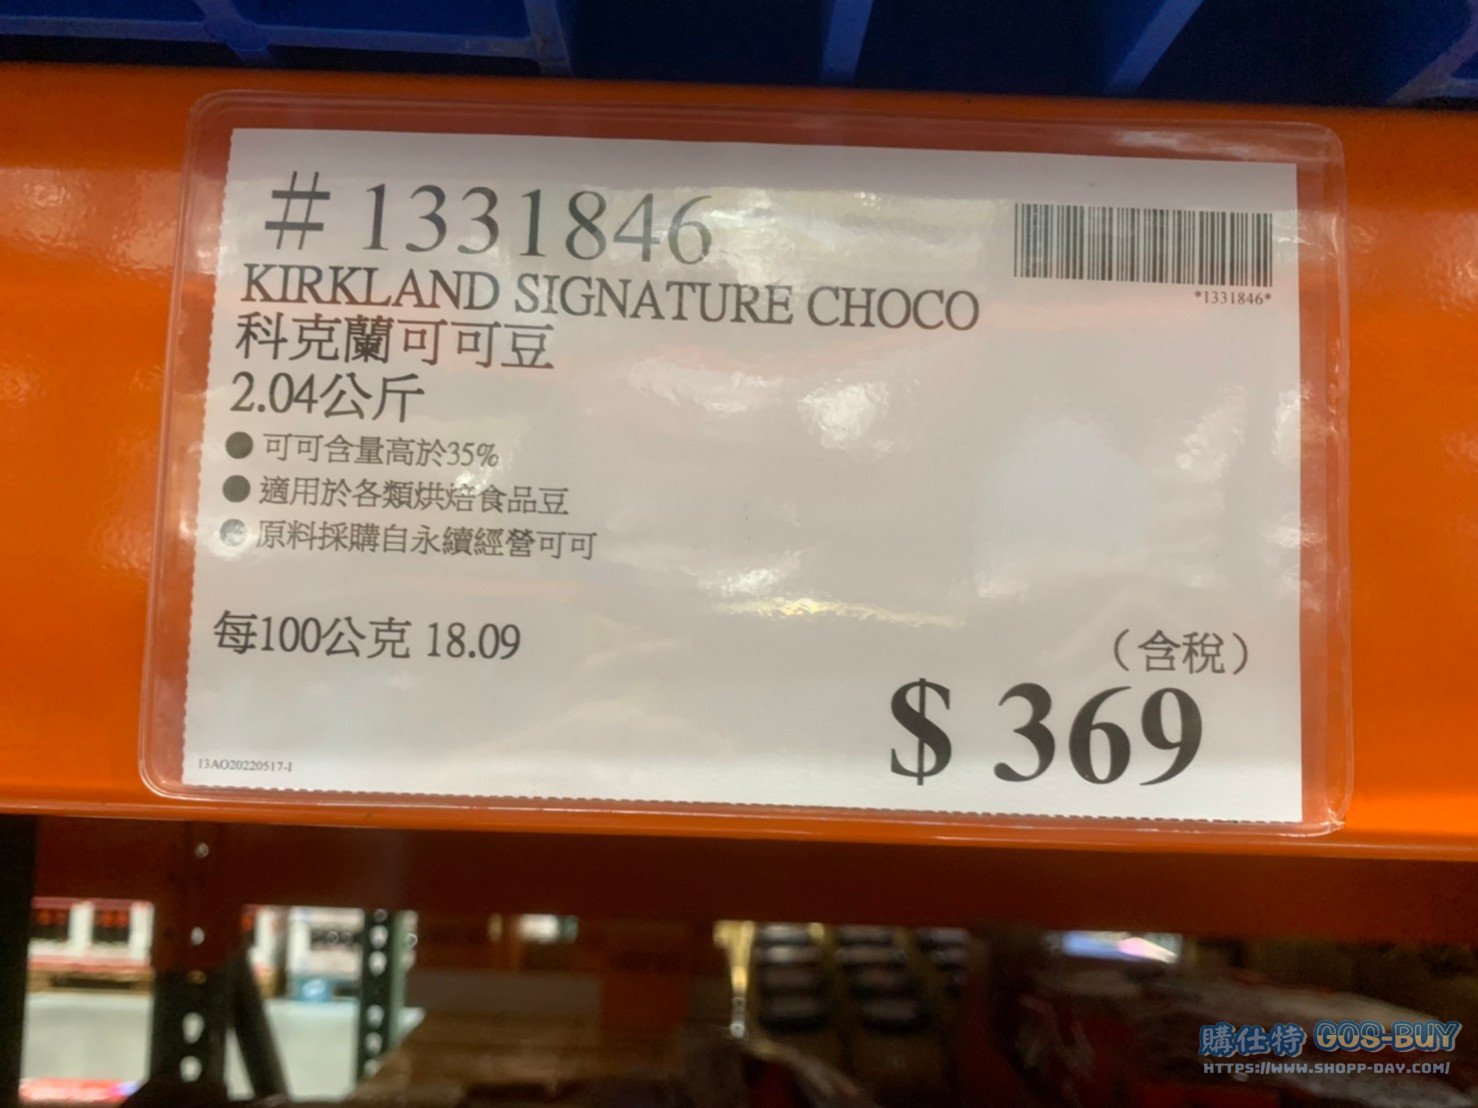 #1331846
*1331846*
KIRKLAND SIGNATURE CHOCO
科克蘭可可豆
2.04公斤
●可可含量高於35%
●適用於各類烘焙食品豆
●原料採購自永續經營可可
每100公克 18.09
（含稅）
$ 369
13AO20220517-1
購仕特 GOS-BUY
HTTPS://WWW.SHOPP-DAY.COM/